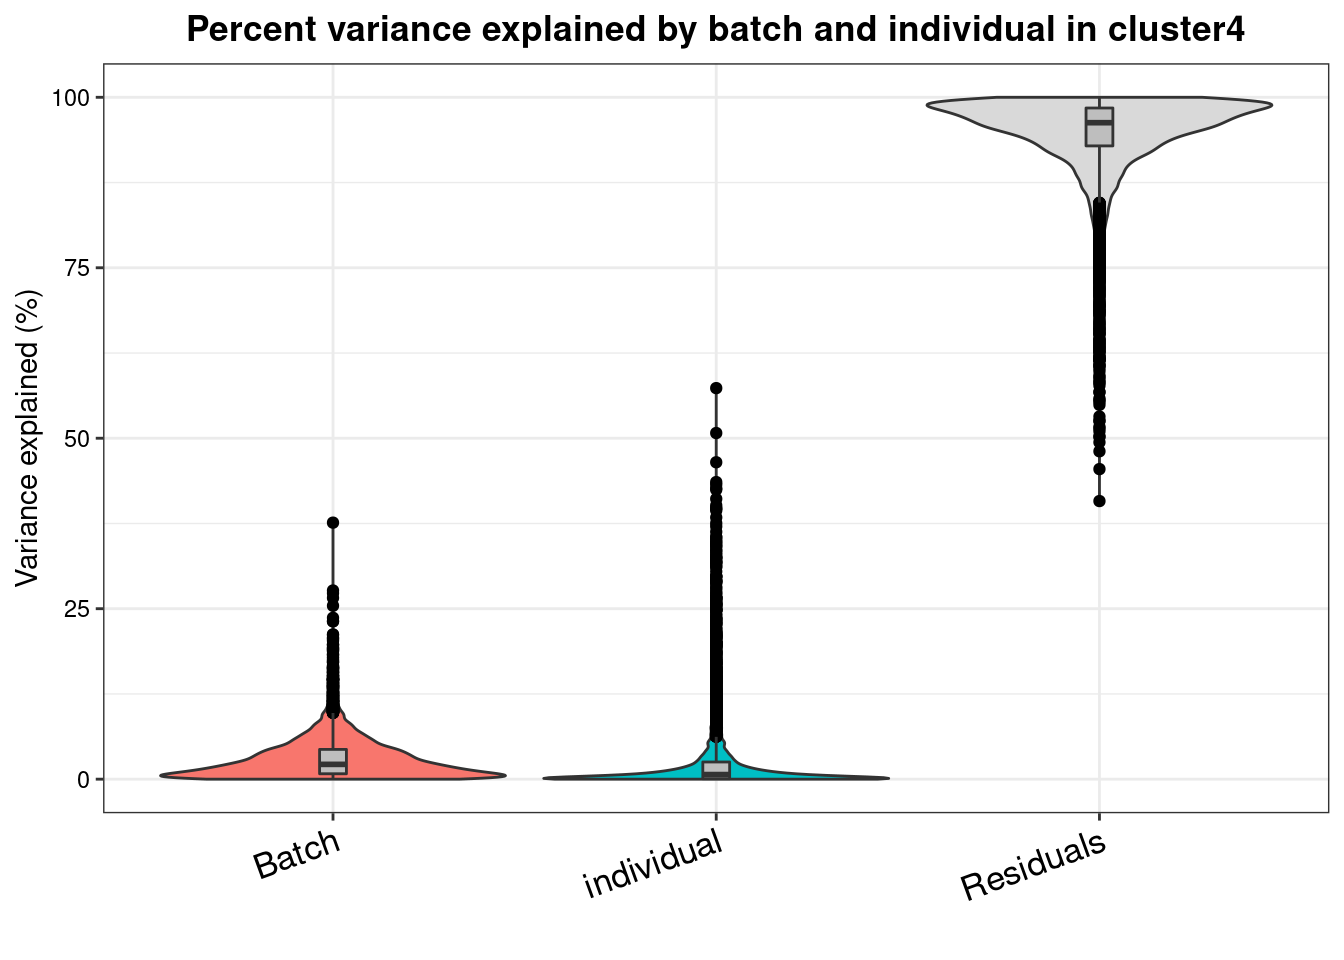 Percent variance explained by batch and individual in cluster4
Variance explained (%)
100
75
50
25
0
Batch
individual
Residuals